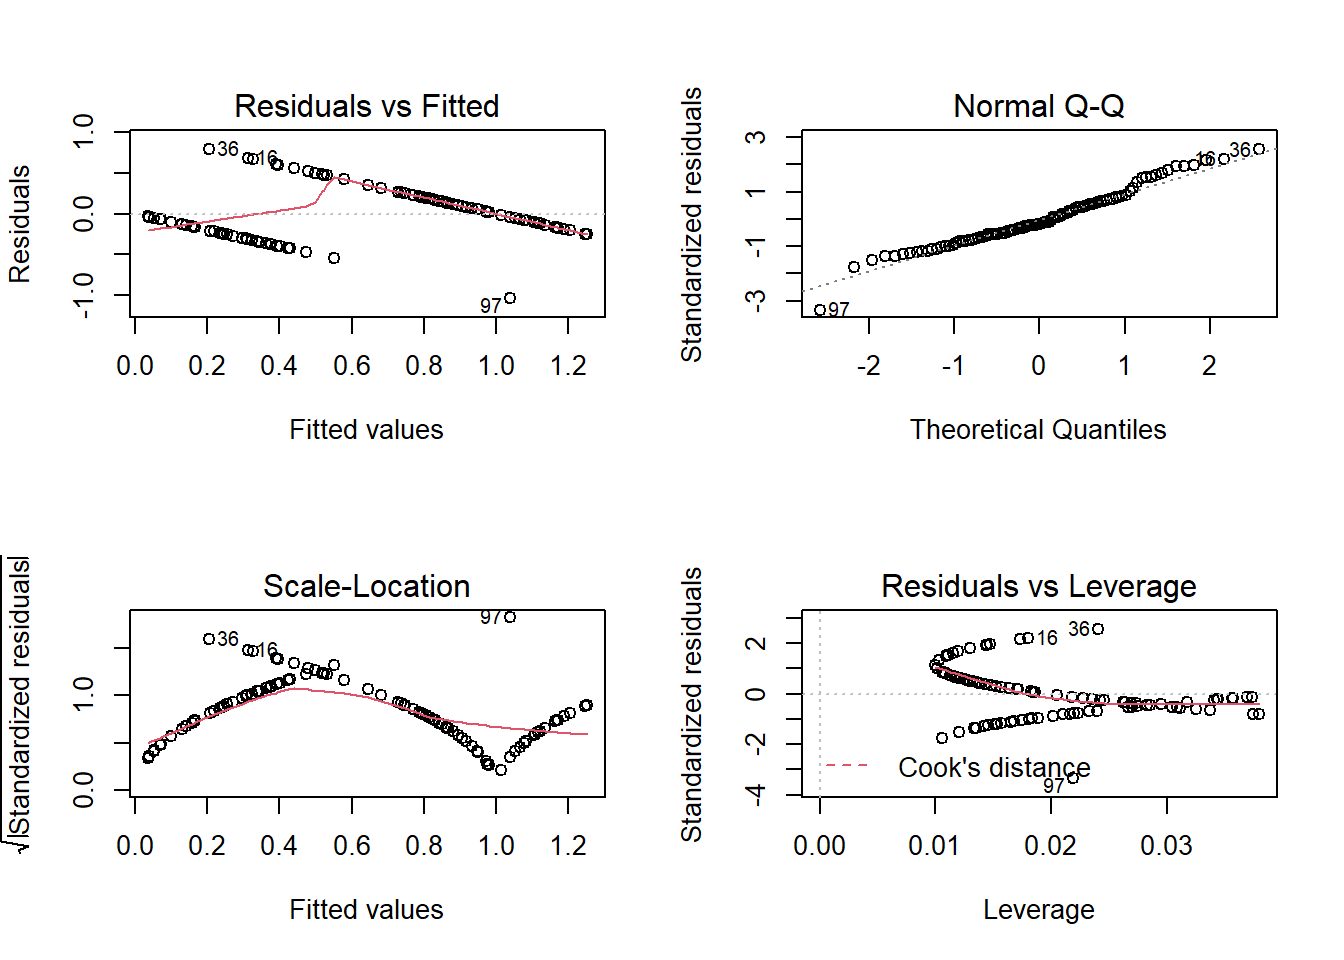 Residuals vs Fitted
Residuals
1.0
0.0
-1.0
36
16
97
0.0 0.2 0.4 0.6 0.8 1.0 1.2
Fitted values
Normal Q-Q
Standardized residuals
3
1
-1
-3
16
36
97
-2 -1 0 1 2
Theoretical Quantiles
Scale-Location
√|Standardized residuals|
1.0
0.0
97
36
16
0.0 0.2 0.4 0.6 0.8 1.0 1.2
Fitted values
Residuals vs Leverage
Standardized residuals
2
0
-2
-4
36
16
Cook's distance
97
0.00 0.01 0.02 0.03
Leverage